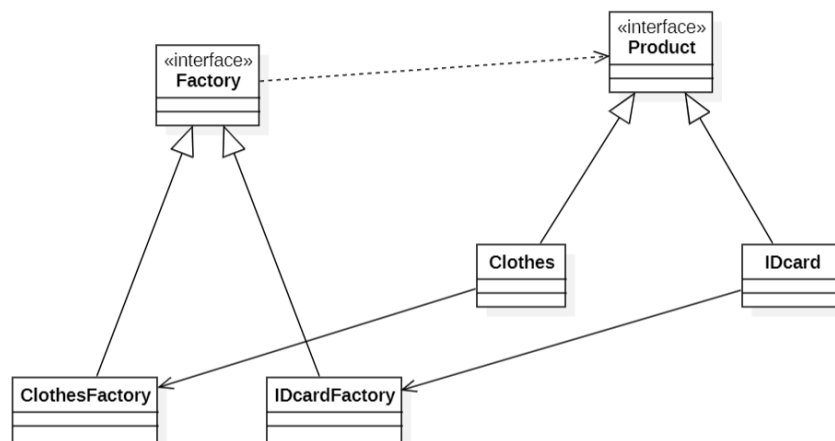 «interface»
Factory
«interface»
Product
Clothes
IDcard
ClothesFactory
IDcardFactory